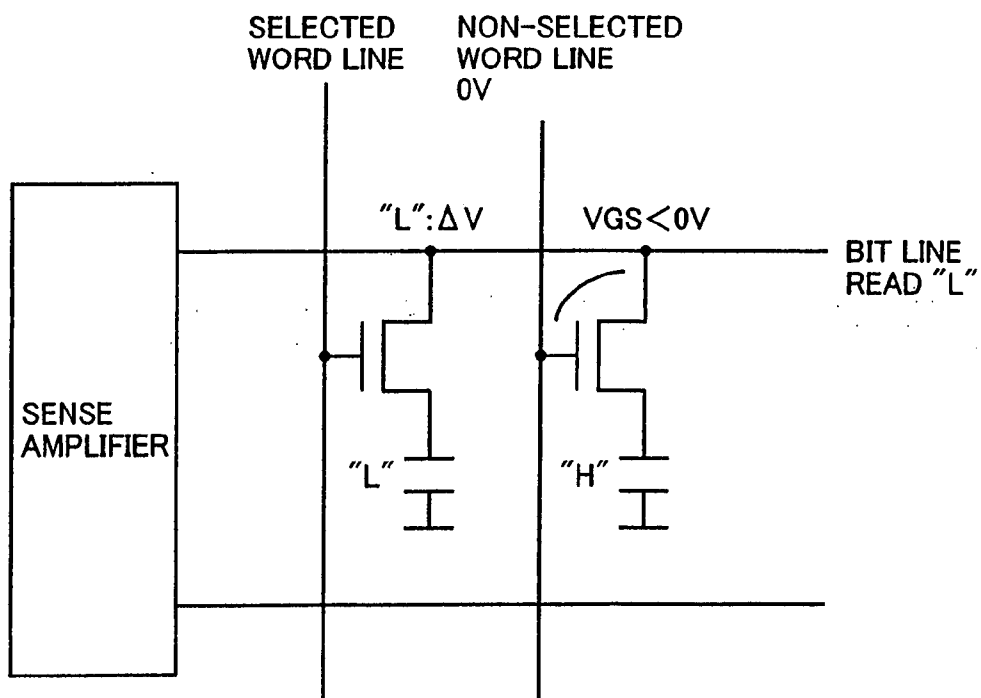 SELECTED
WORD LINE
NON-SELECTED
WORD LINE
0V
"L":ΔV
VGS<0V
BIT LINE
READ "L"
SENSE
AMPLIFIER
"L"
"H"